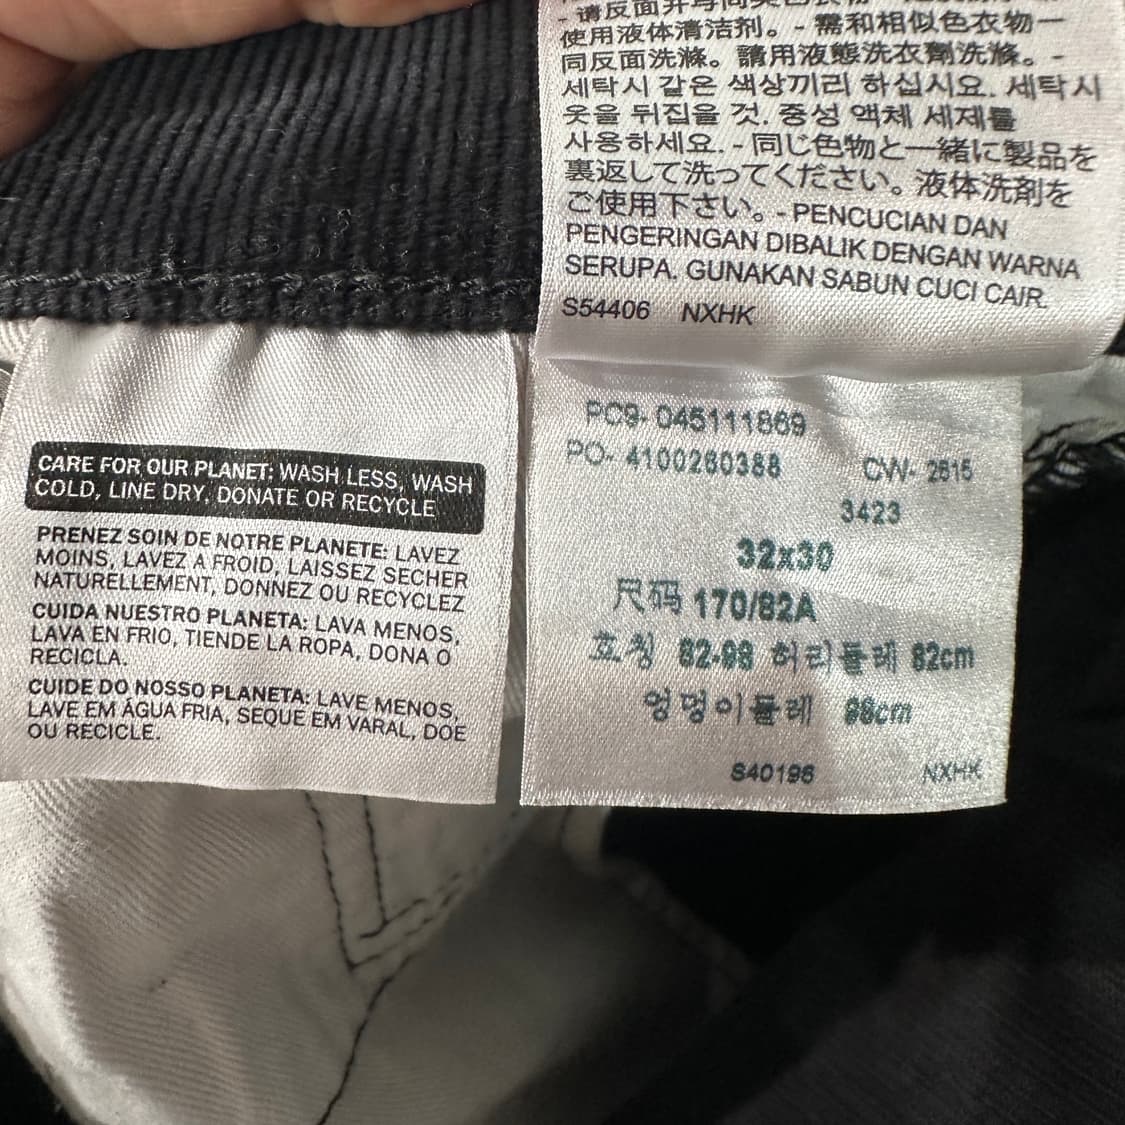 使用液体清洁剂。- 需和相似色衣物一
同反面洗滌。請用液態洗衣劑洗滌。-
세탁시 같은 색상끼리 하십시요. 세탁시
옷을 뒤집을 것. 중성 액체 세제를
사용하세요. - 同じ色物と一緒に製品を
裏返して洗ってください。液体洗剤を
ご使用下さい。- PENCUCIAN DAN
PENGERINGAN DIBALIK DENGAN WARNA
SERUPA. GUNAKAN SABUN CUCI CAIR.
S54406 NXHK
CARE FOR OUR PLANET: WASH LESS, WASH
COLD, LINE DRY, DONATE OR RECYCLE
PRENEZ SOIN DE NOTRE PLANETE: LAVEZ
MOINS, LAVEZ A FROID, LAISSEZ SECHER
NATURELLEMENT, DONNEZ OU RECYCLEZ
CUIDA NUESTRO PLANETA: LAVA MENOS,
LAVA EN FRIO, TIENDE LA ROPA, DONA O
RECICLA.
CUIDE DO NOSSO PLANETA: LAVE MENOS,
LAVE EM ÁGUA FRIA, SEQUE EM VARAL, DOE
OU RECICLE.
PC9- 045111869
PO- 4100260388 CW- 2515
3423
32x30
尺码 170/82A
호칭 82-98 허리둘레 82cm
엉덩이둘레 98cm
S40196 NXHK